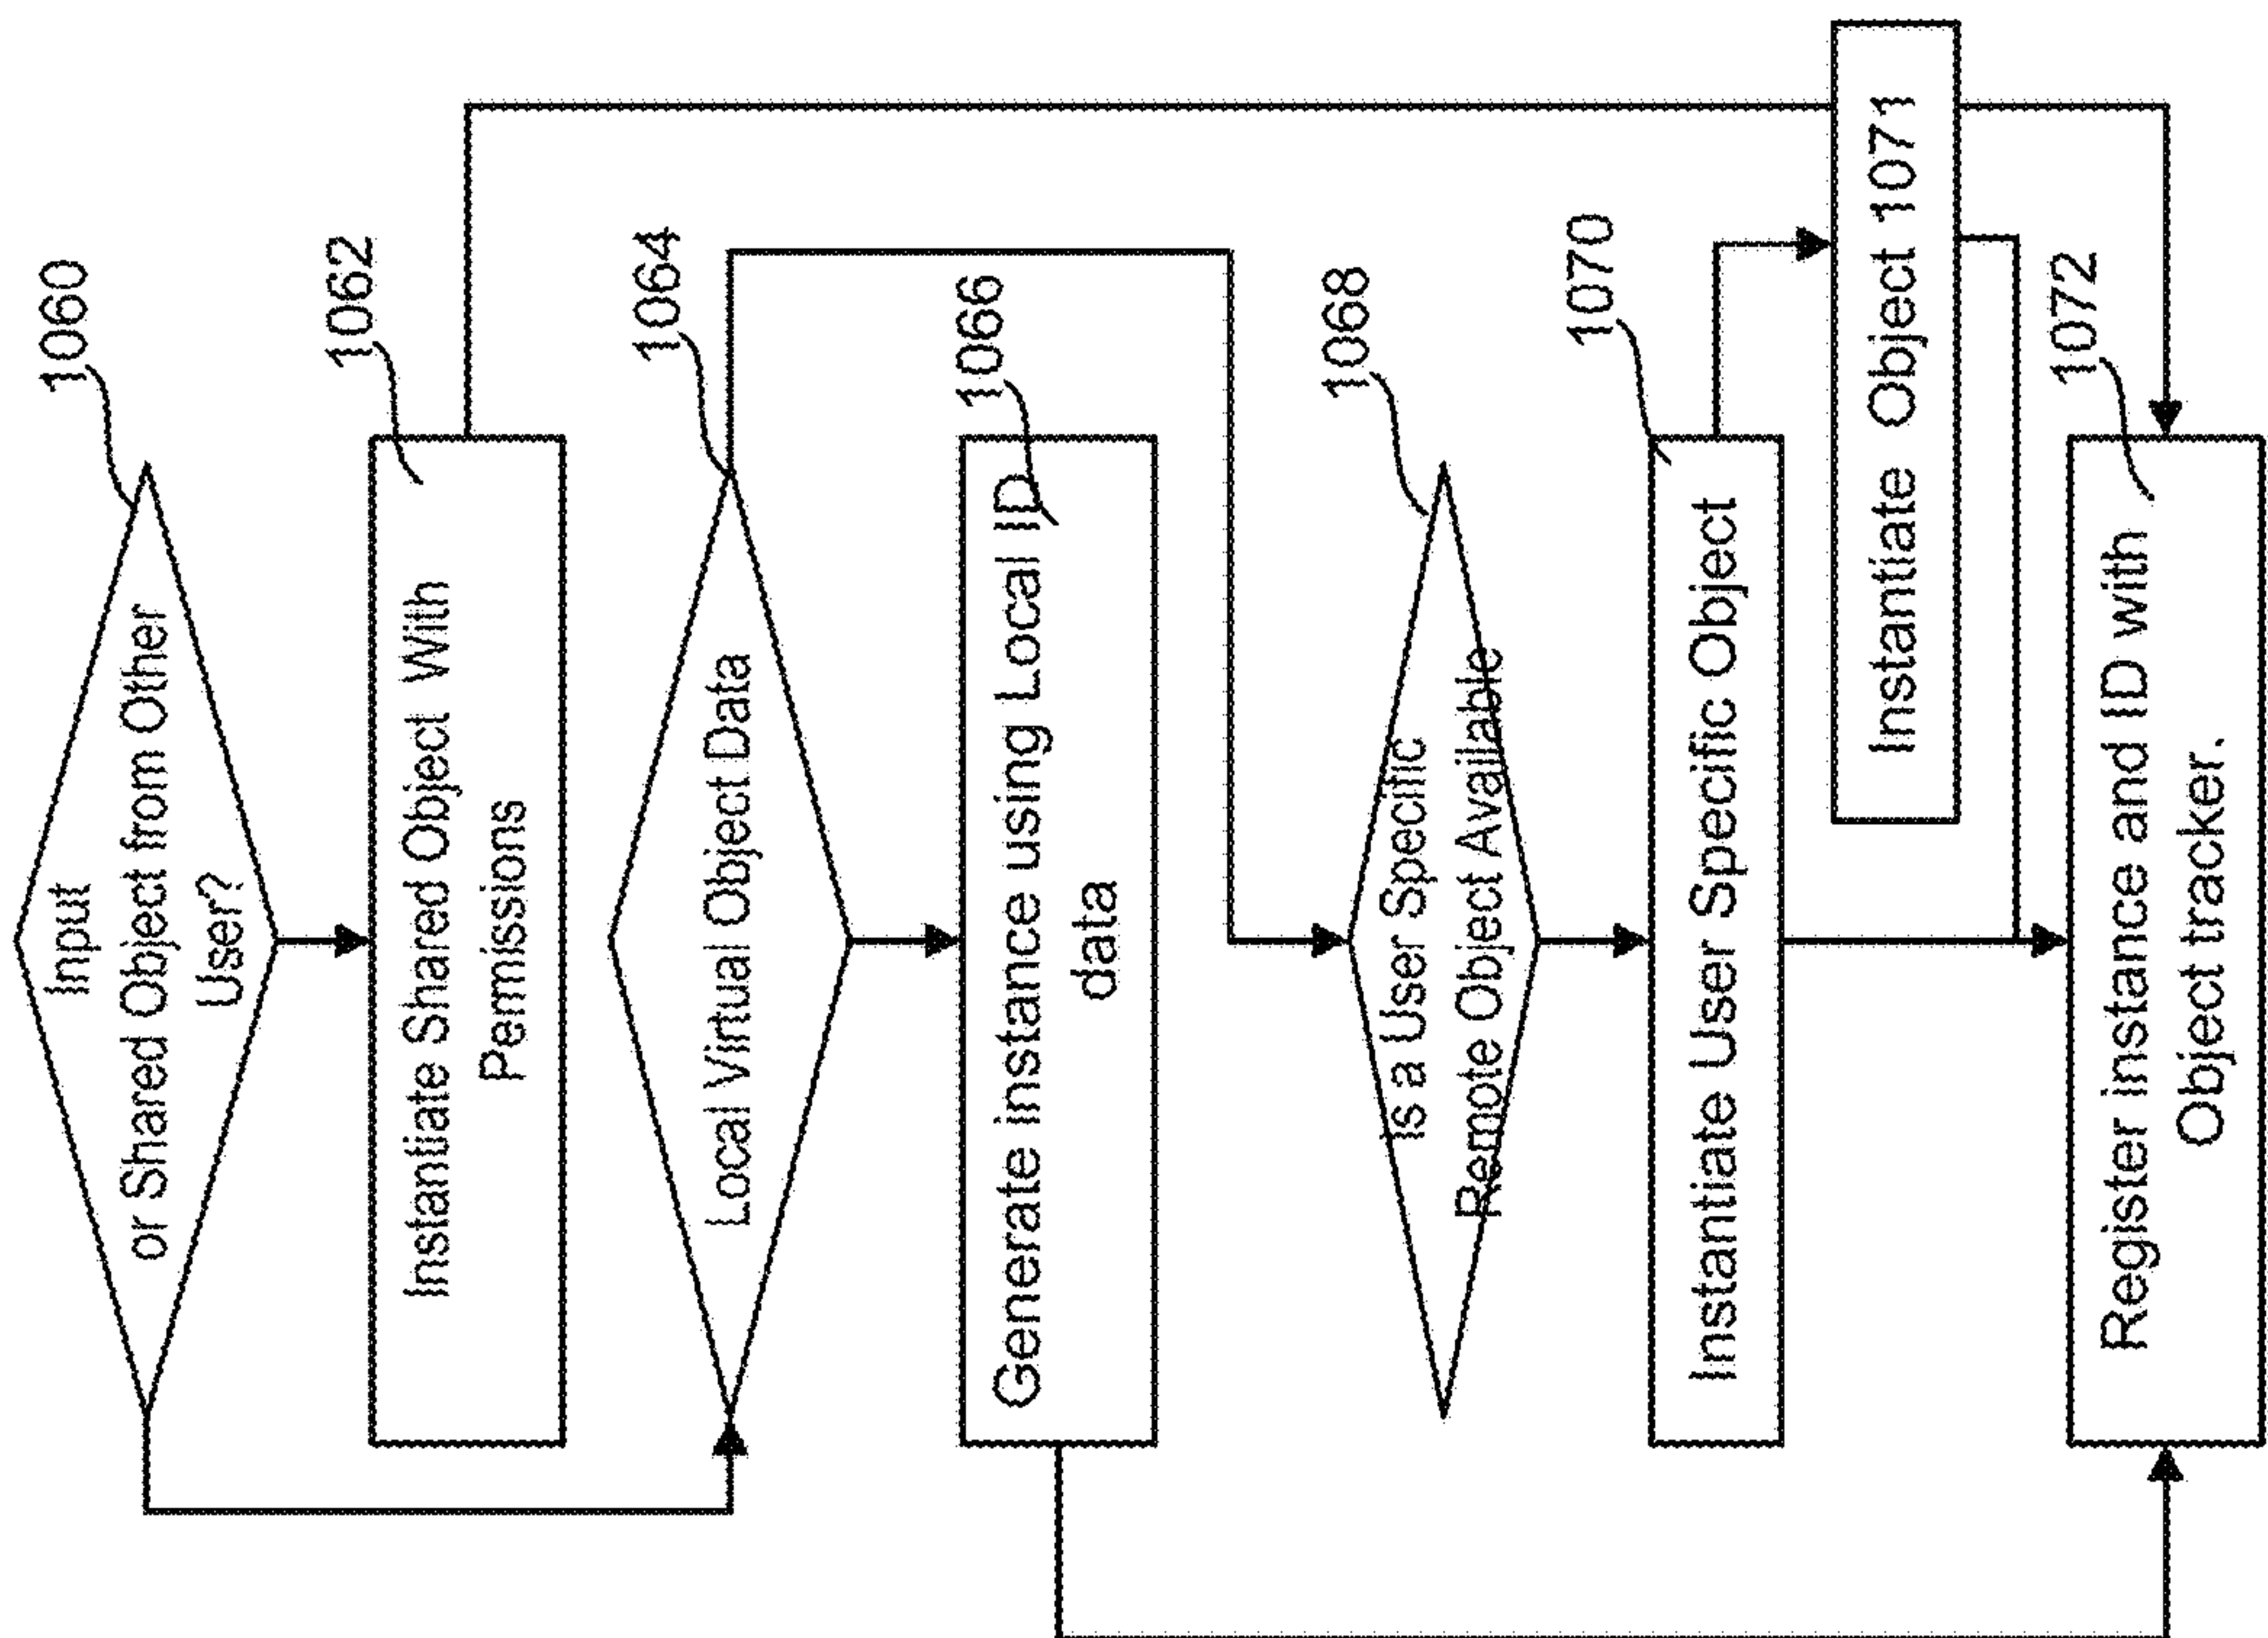 1060
Input
or Shared Object from Other
User?
1062
Instantiate Shared Object With
Permissions
1064
Local Virtual Object Data
1066
Generate instance using Local ID
data
1068
is a User Specific
Remote Object Available
1070
Instantiate User Specific Object
Instantiate Object 1071
1072
Register instance and ID with
Object tracker.